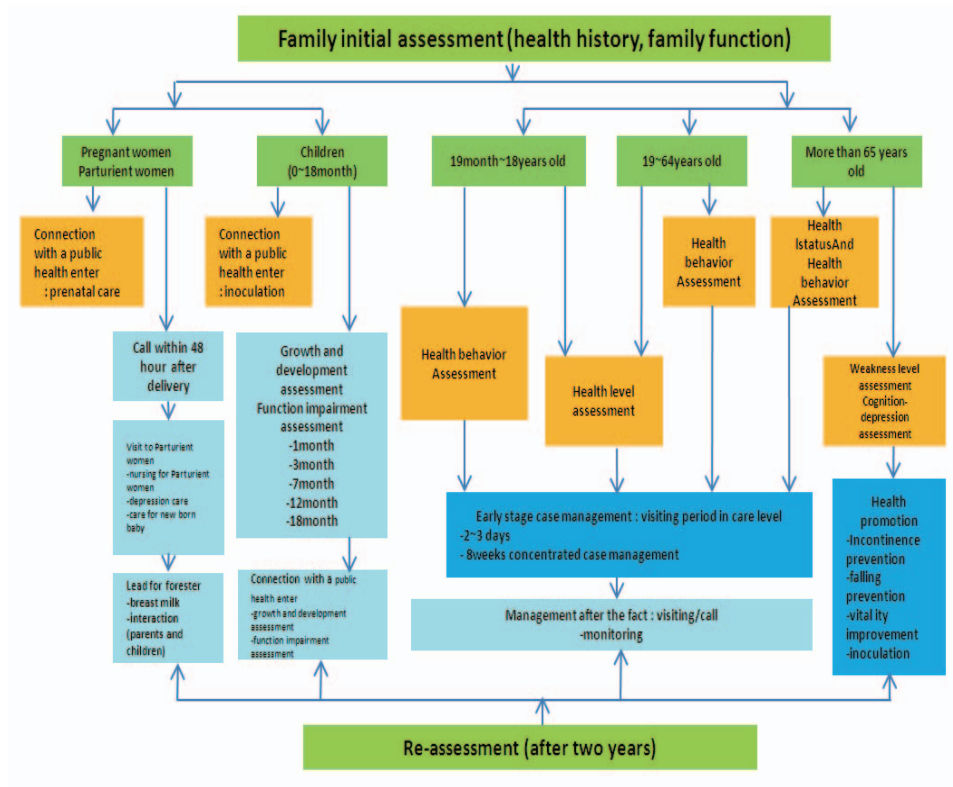 Family initial assessment (health history, family function)
Pregnant women
Parturient women
Children
(0~18month)
19month~18years old
19~64years old
More than 65 years
old
Connection
with a public
health enter
: prenatal care
Connection
with a public
health enter
: inoculation
Health
behavior
Assessment
Health
IstatusAnd
Health
behavior
Assessment
Call within 48
hour after
delivery
Growth and
development
assessment
Function impairment
assessment
-1month
-3month
-7month
-12month
-18month
Health behavior
Assessment
Health level
assessment
Weakness level
assessment
Cognition-
depression
assessment
Visit to Parturient
women
-nursing for Parturient
women
-depression care
-care for new born
baby
Early stage case management : visiting period in care level
-2~3 days
- 8weeks concentrated case management
Health
promotion
-Incontinence
prevention
-falling
prevention
-vital ity
improvement
-inoculation
Lead for forester
-breast milk
-interaction
(parents and
children)
Connection with a public
health enter
-growth and development
assessment
-function impairment
assessment
Management after the fact : visiting/call
-monitoring
Re-assessment (after two years)